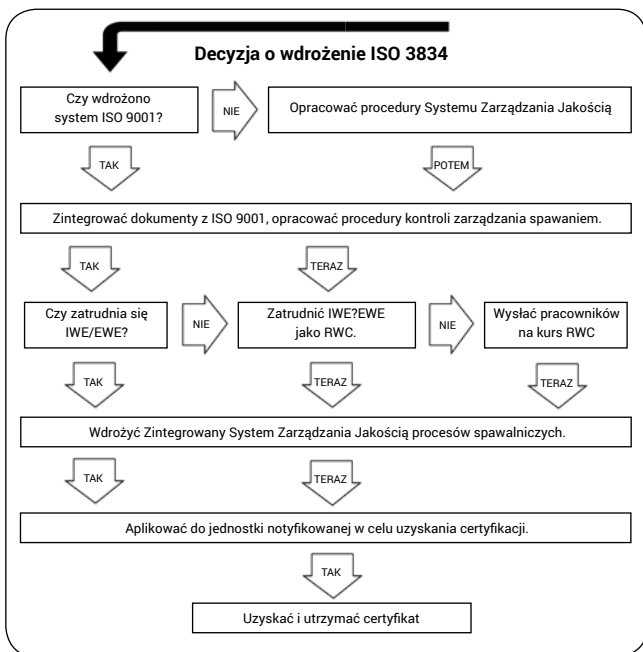 Decyzja o wdrożenie ISO 3834
Czy wdrożono
system ISO 9001?
NIE
Opracować procedury Systemu Zarządzania Jakością
TAK
POTEM
Zintegrować dokumenty z ISO 9001, opracować procedury kontroli zarządzania spawaniem.
TAK
TERAZ
Czy zatrudnia się
IWE/EWE?
NIE
Zatrudnić IWE?EWE
jako RWC.
NIE
Wysłać pracowników
na kurs RWC
TAK
TERAZ
TERAZ
Wdrożyć Zintegrowany System Zarządzania Jakością procesów spawalniczych.
TAK
TERAZ
Aplikować do jednostki notyfikowanej w celu uzyskania certyfikacji.
TAK
Uzyskać i utrzymać certyfikat